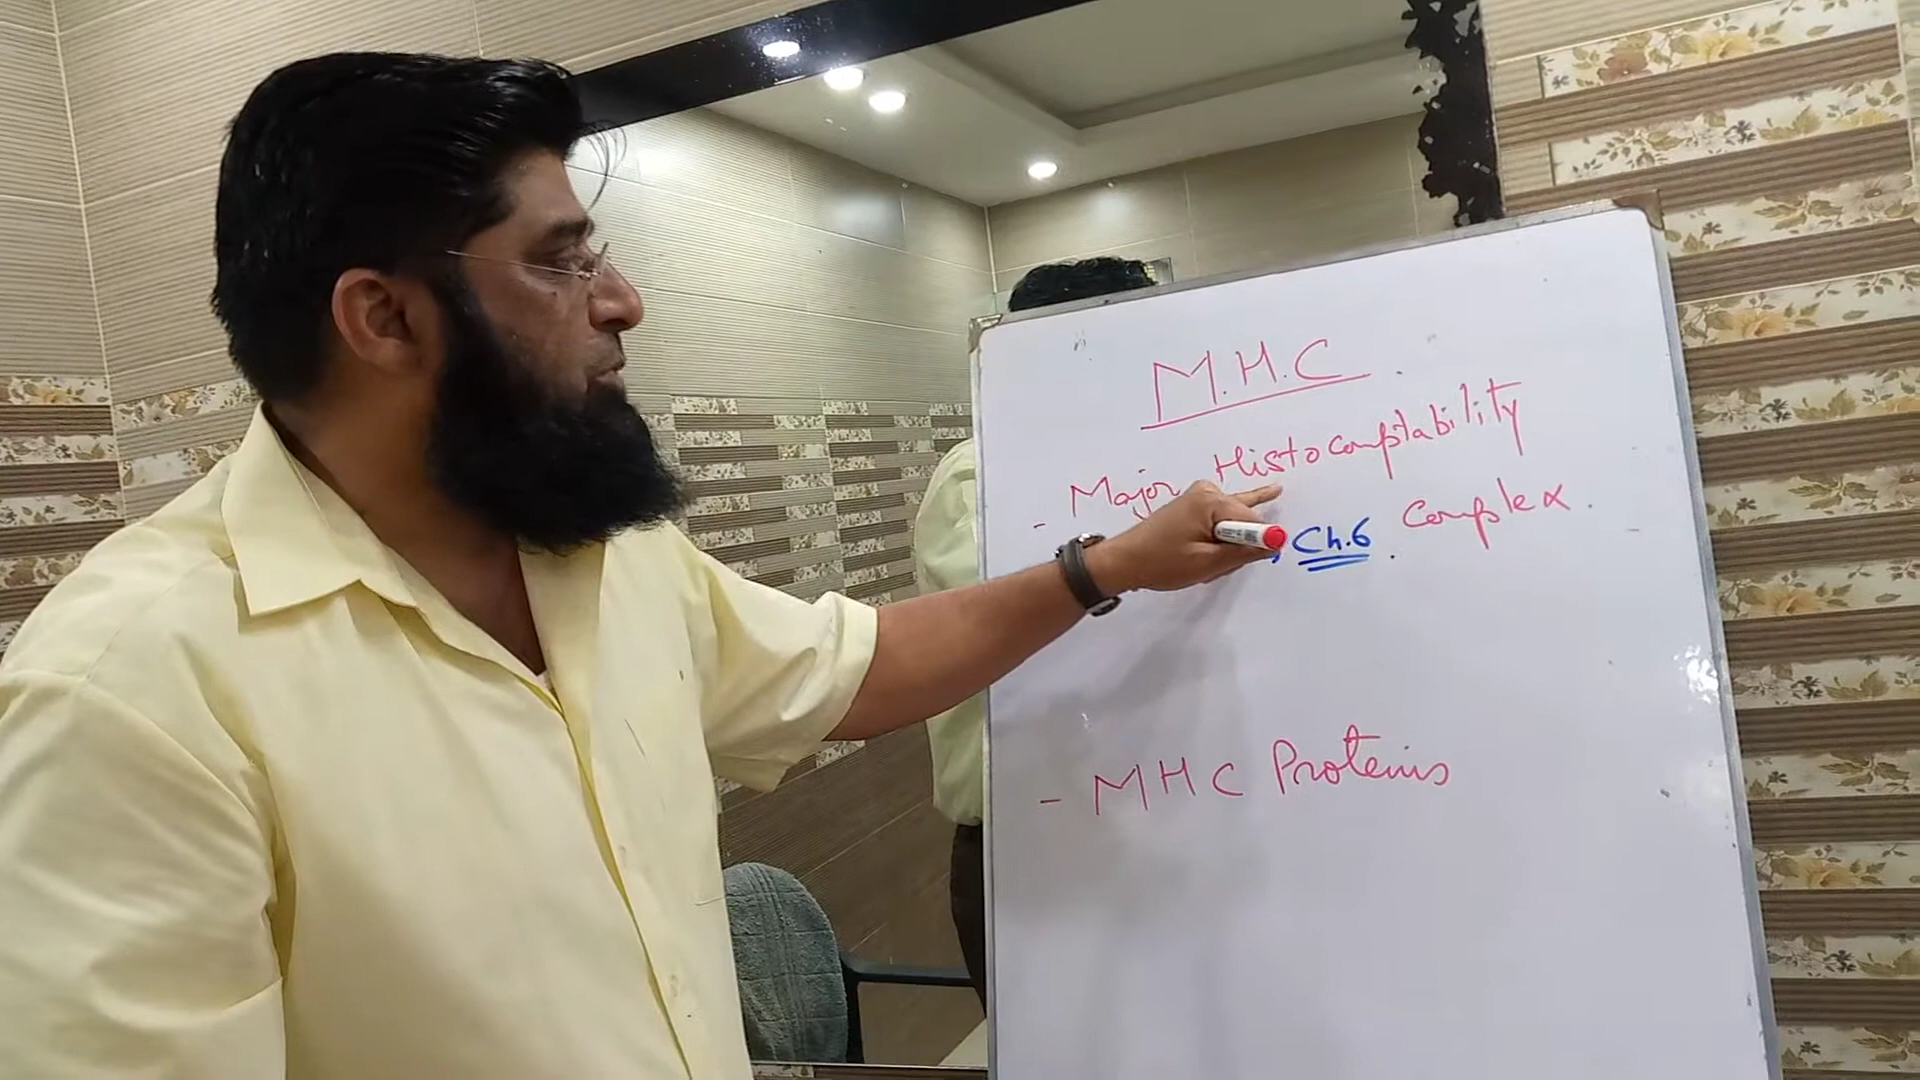 M.H.C.
- Major Histocomptability
Ch.6. Complex.
- MHC Proteins